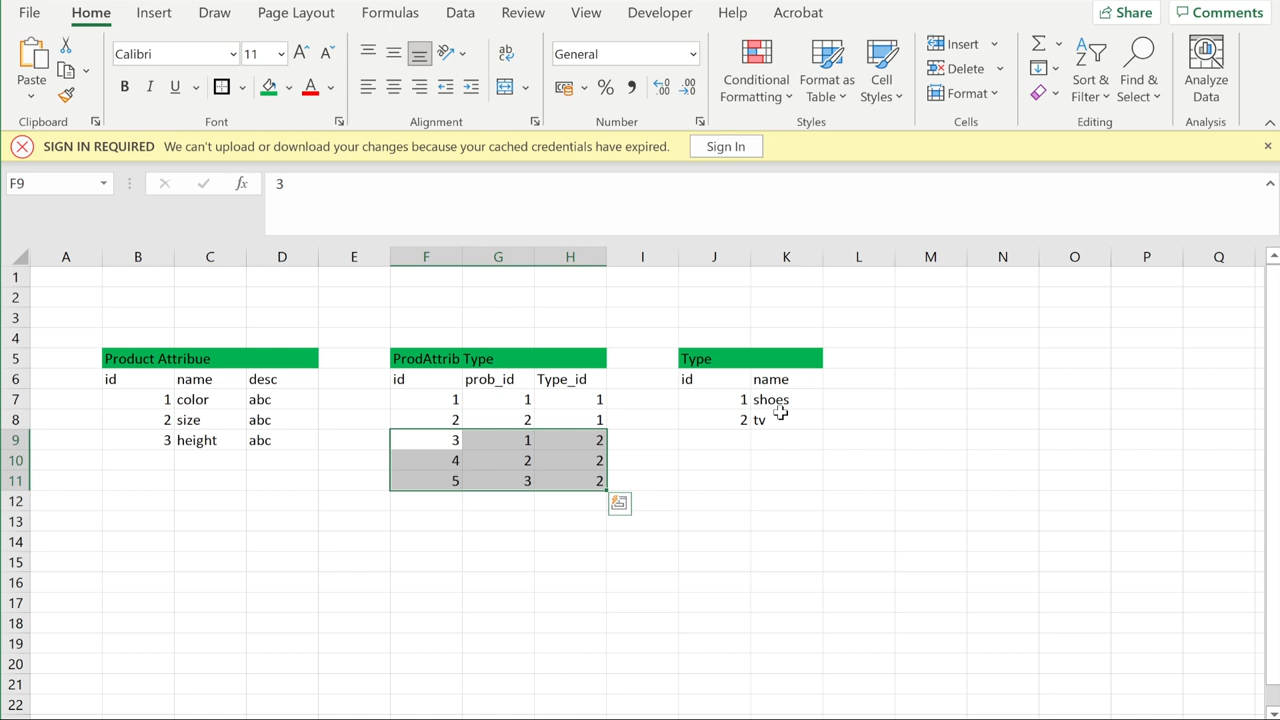 File Home Insert Draw Page Layout Formulas Data Review View Developer Help Acrobat Share Comments
Paste
Calibri 11 A A
B I U A
ab
General
% 9
Conditional Formatting
Format as Table
Cell Styles
Insert
Delete
Format
Σ
A Z
Sort & Filter
Find & Select
Analyze Data
Clipboard Font Alignment Number Styles Cells Editing Analysis
SIGN IN REQUIRED We can't upload or download your changes because your cached credentials have expired. Sign In
F9 fx 3
A B C D E F G H I J K L M N O P Q
1
2
3
4
5 Product Attribue ProdAttrib Type Type
6 id name desc id prob_id Type_id id name
7 1 color abc 1 1 1 1 shoes
8 2 size abc 2 2 1 2 tv
9 3 height abc 3 1 2
10 4 2 2
11 5 3 2
12
13
14
15
16
17
18
19
20
21
22